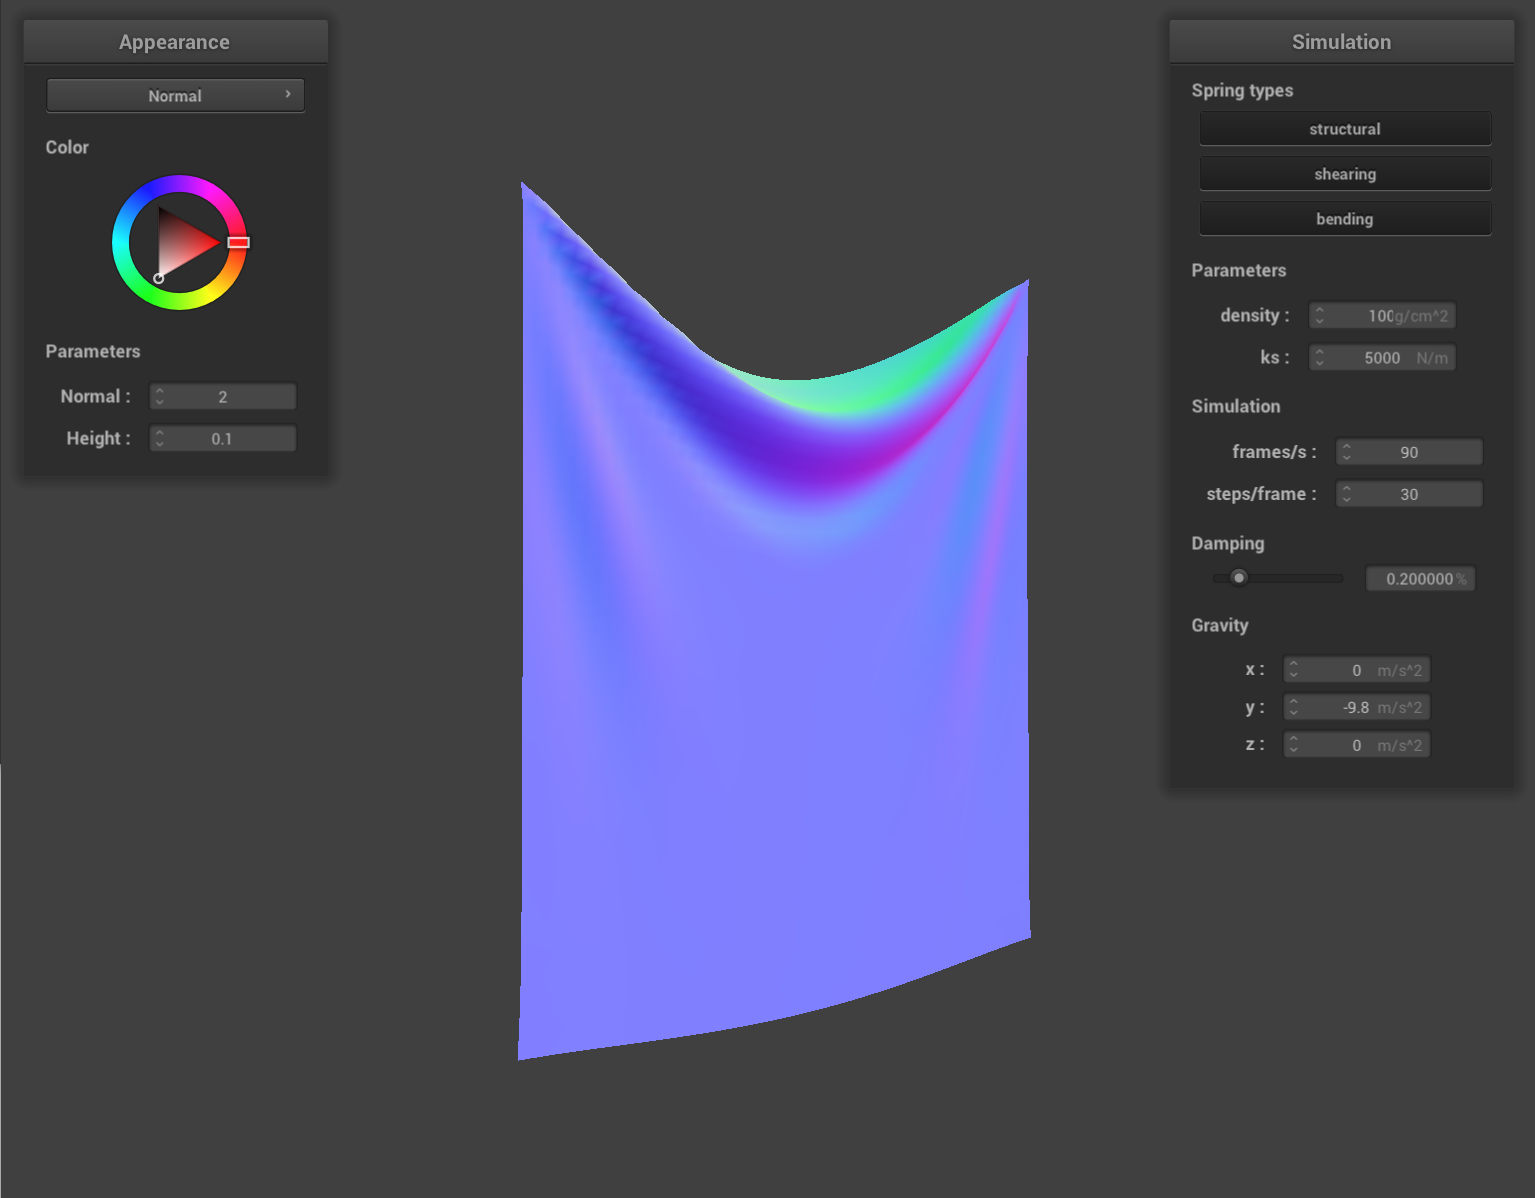 Appearance
Normal
Color
Parameters
Normal : 2
Height : 0.1
Simulation
Spring types
structural
shearing
bending
Parameters
density : 100g/cm^2
ks : 5000 N/m
Simulation
frames/s : 90
steps/frame : 30
Damping
0.200000 %
Gravity
x : 0 m/s^2
y : -9.8 m/s^2
z : 0 m/s^2